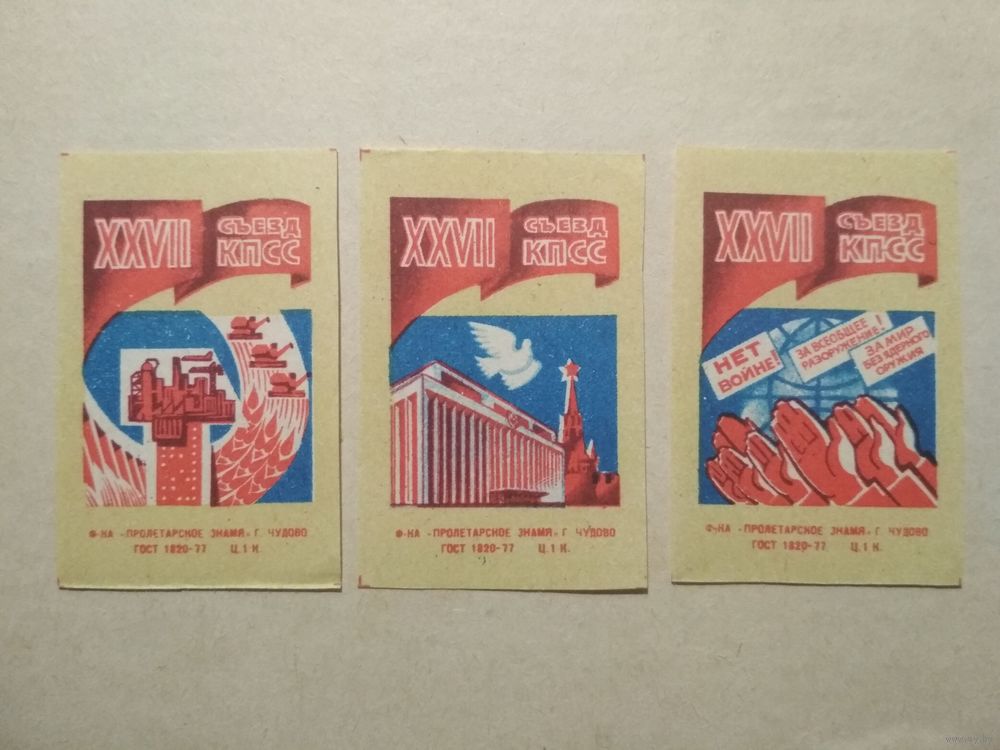 XXVII СЪЕЗД
КПСС
Ф-КА «ПРОЛЕТАРСКОЕ ЗНАМЯ» Г. ЧУДОВО
ГОСТ 1820-77 Ц. 1 К.
XXVII СЪЕЗД
КПСС
Ф-КА «ПРОЛЕТАРСКОЕ ЗНАМЯ» Г. ЧУДОВО
ГОСТ 1820-77 Ц. 1 К.
XXVII СЪЕЗД
КПСС
НЕТ
ВОЙНЕ!
ЗА ВСЕОБЩЕЕ
РАЗОРУЖЕНИЕ!
ЗА МИР
БЕЗ ЯДЕРНОГО
ОРУЖИЯ
Ф-КА «ПРОЛЕТАРСКОЕ ЗНАМЯ» Г. ЧУДОВО
ГОСТ 1820-77 Ц. 1 К.